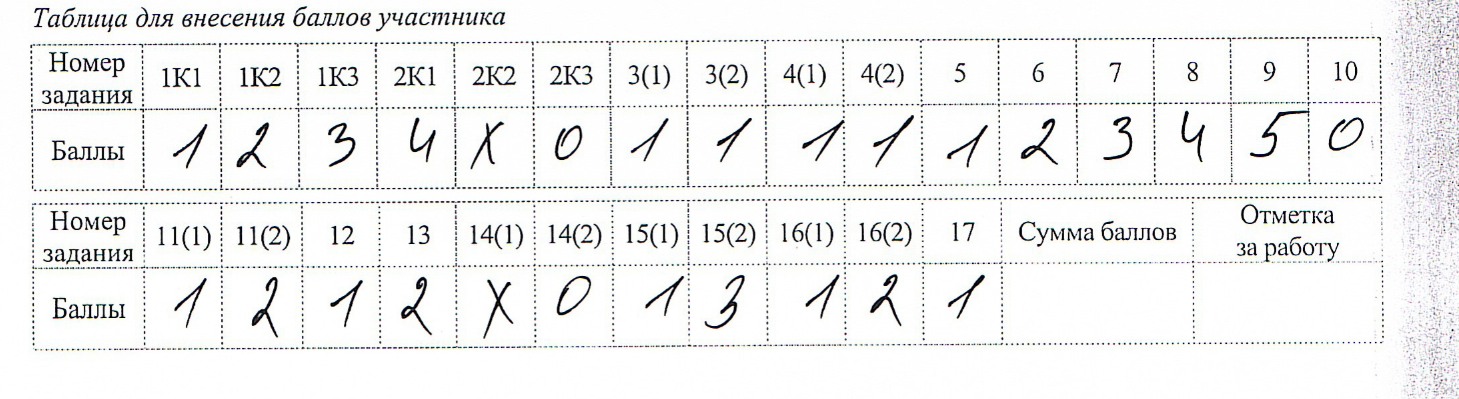 Таблица для внесения баллов участника
Номер задания 1К1 1К2 1К3 2К1 2К2 2К3 3(1) 3(2) 4(1) 4(2) 5 6 7 8 9 10
Баллы 1 2 3 4 X 0 1 1 1 1 1 2 3 4 5 0
Номер задания 11(1) 11(2) 12 13 14(1) 14(2) 15(1) 15(2) 16(1) 16(2) 17 Сумма баллов Отметка за работу
Баллы 1 2 1 2 X 0 1 3 1 2 1